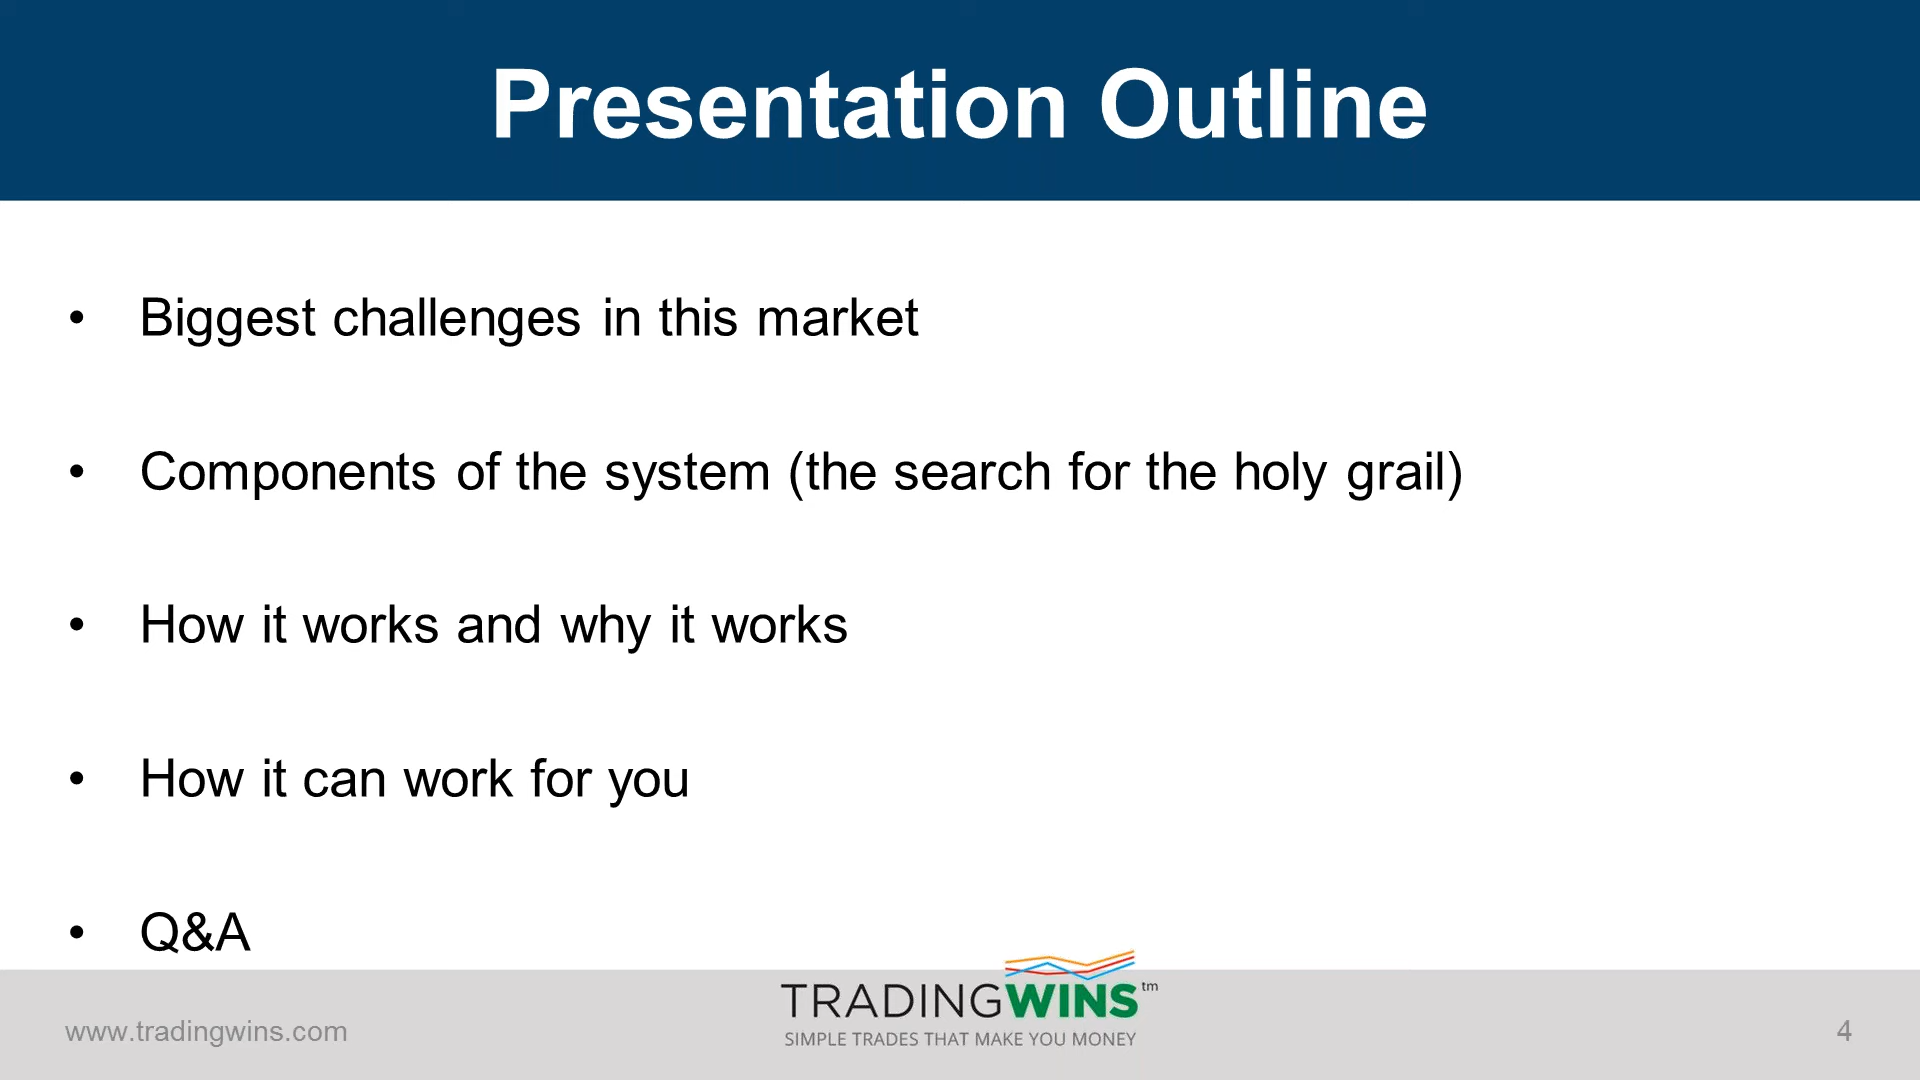 Presentation Outline
• Biggest challenges in this market
• Components of the system (the search for the holy grail)
• How it works and why it works
• How it can work for you
• Q&A
TRADINGWINS tm
SIMPLE TRADES THAT MAKE YOU MONEY
www.tradingwins.com
4